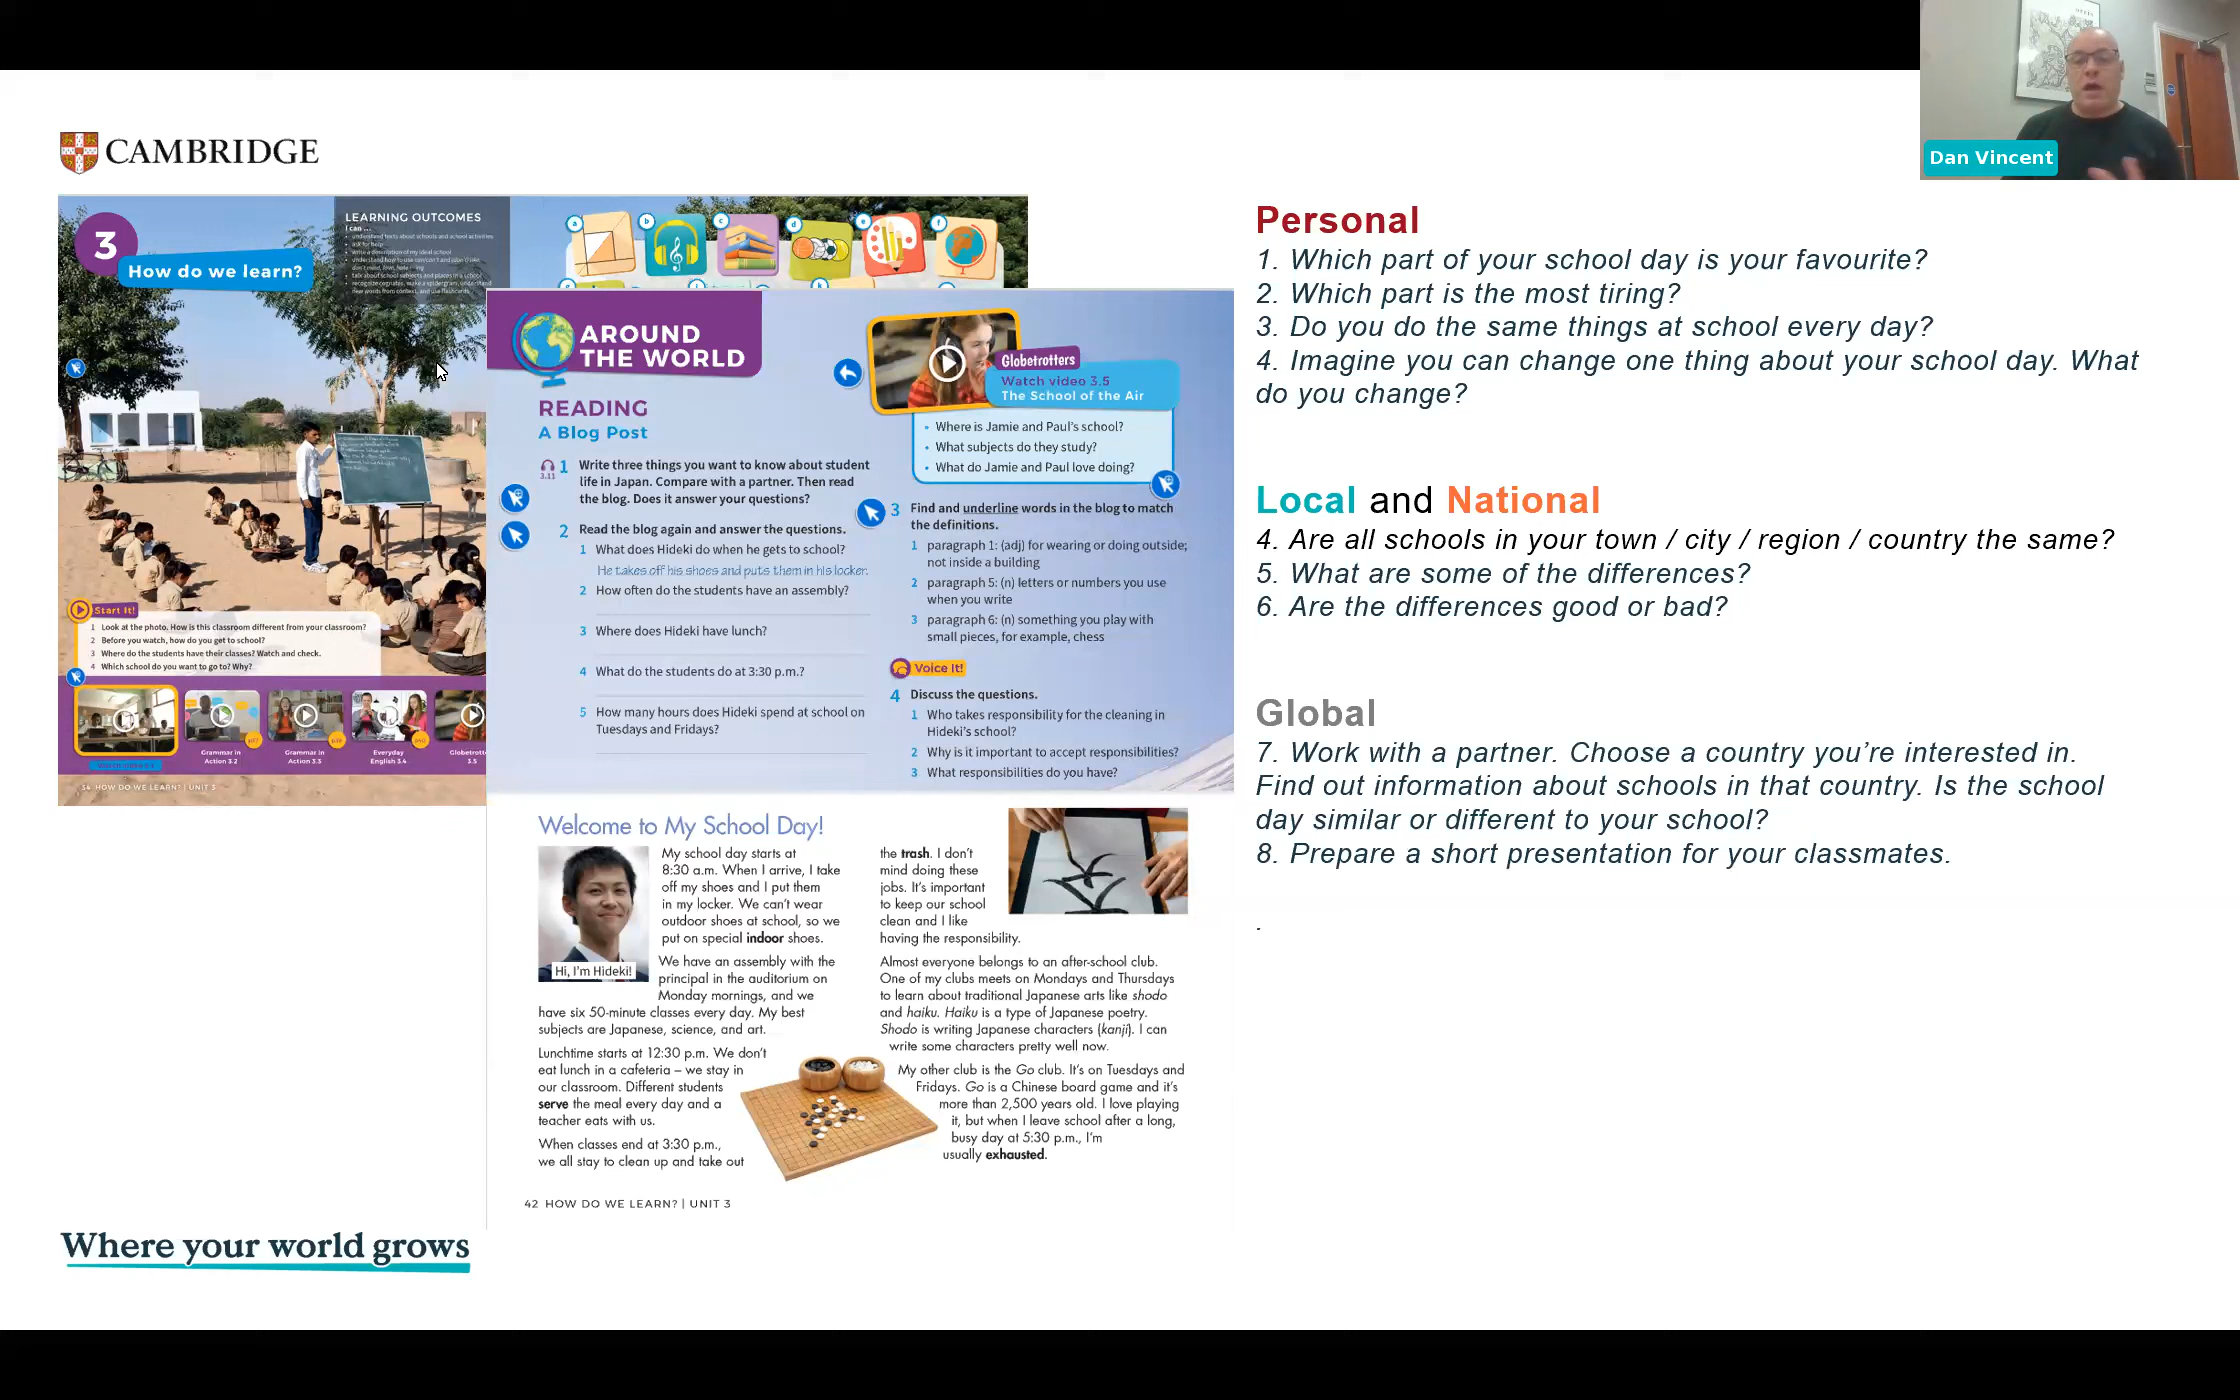 Dan Vincent
CAMBRIDGE
3
How do we learn?
LEARNING OUTCOMES
I can ...
understand texts about schools and school activities
ask for help
write a description of my ideal school
talk about school subjects and places in a school
a
b
c
d
e
f
Start It!
1 Look at the photo. How is this classroom different from your classroom?
2 Before you watch, how do you get to school?
3 Where do the students have their classes? Watch and check.
4 Which school do you want to go to? Why?
Grammar in
Action 3.2
Grammar in
Action 3.3
Everyday
English 3.4
Globetrott
3.5
34 HOW DO WE LEARN? | UNIT 3
AROUND
THE WORLD
READING
A Blog Post
3.11
1 Write three things you want to know about student
life in Japan. Compare with a partner. Then read
the blog. Does it answer your questions?
2 Read the blog again and answer the questions.
1 What does Hideki do when he gets to school?
He takes off his shoes and puts them in his locker.
2 How often do the students have an assembly?
3 Where does Hideki have lunch?
4 What do the students do at 3:30 p.m.?
5 How many hours does Hideki spend at school on
Tuesdays and Fridays?
Globetrotters
Watch video 3.5
The School of the Air
• Where is Jamie and Paul's school?
• What subjects do they study?
• What do Jamie and Paul love doing?
3 Find and underline words in the blog to match
the definitions.
1 paragraph 1: (adj) for wearing or doing outside;
not inside a building
2 paragraph 5: (n) letters or numbers you use
when you write
3 paragraph 6: (n) something you play with
small pieces, for example, chess
Voice It!
4 Discuss the questions.
1 Who takes responsibility for the cleaning in
Hideki's school?
2 Why is it important to accept responsibilities?
3 What responsibilities do you have?
Welcome to My School Day!
Hi, I'm Hideki!
My school day starts at
8:30 a.m. When I arrive, I take
off my shoes and I put them
in my locker. We can't wear
outdoor shoes at school, so we
put on special indoor shoes.
We have an assembly with the
principal in the auditorium on
Monday mornings, and we
have six 50-minute classes every day. My best
subjects are Japanese, science, and art.
Lunchtime starts at 12:30 p.m. We don't
eat lunch in a cafeteria – we stay in
our classroom. Different students
serve the meal every day and a
teacher eats with us.
When classes end at 3:30 p.m.,
we all stay to clean up and take out
the trash. I don't
mind doing these
jobs. It's important
to keep our school
clean and I like
having the responsibility.
Almost everyone belongs to an after-school club.
One of my clubs meets on Mondays and Thursdays
to learn about traditional Japanese arts like shodo
and haiku. Haiku is a type of Japanese poetry.
Shodo is writing Japanese characters (kanji). I can
write some characters pretty well now.
My other club is the Go club. It's on Tuesdays and
Fridays. Go is a Chinese board game and it's
more than 2,500 years old. I love playing
it, but when I leave school after a long,
busy day at 5:30 p.m., I'm
usually exhausted.
42 HOW DO WE LEARN? | UNIT 3
Personal
1. Which part of your school day is your favourite?
2. Which part is the most tiring?
3. Do you do the same things at school every day?
4. Imagine you can change one thing about your school day. What
do you change?
Local and National
4. Are all schools in your town / city / region / country the same?
5. What are some of the differences?
6. Are the differences good or bad?
Global
7. Work with a partner. Choose a country you're interested in.
Find out information about schools in that country. Is the school
day similar or different to your school?
8. Prepare a short presentation for your classmates.
.
Where your world grows